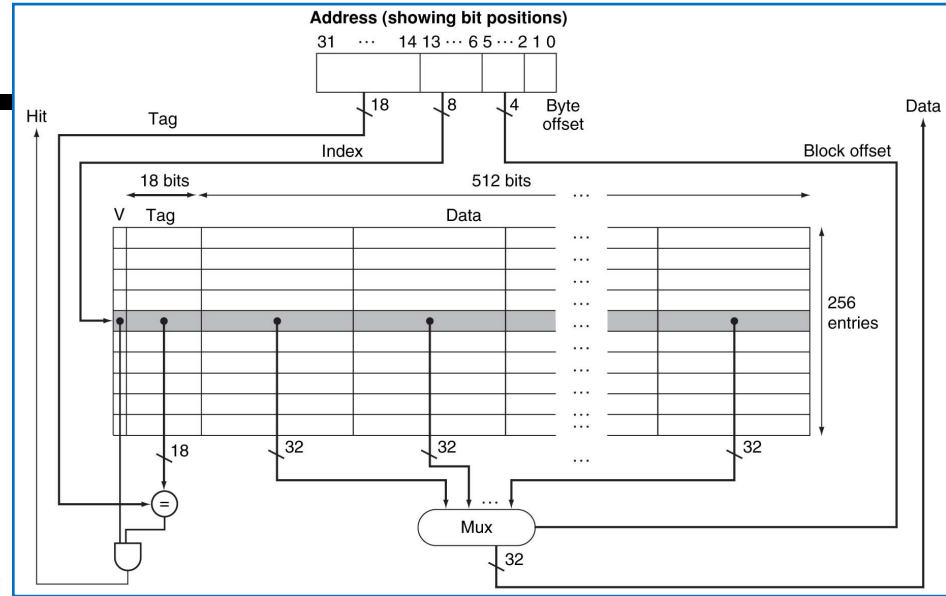 Address (showing bit positions)
31 ··· 14 13 ··· 6 5 ··· 2 1 0
18 8 4 Byte
offset
Hit Data
Tag
Index Block offset
18 bits 512 bits ···
V Tag Data
···
···
···
···
256
entries
···
···
···
···
···
18 32 32 32
···
···
=
Mux
32